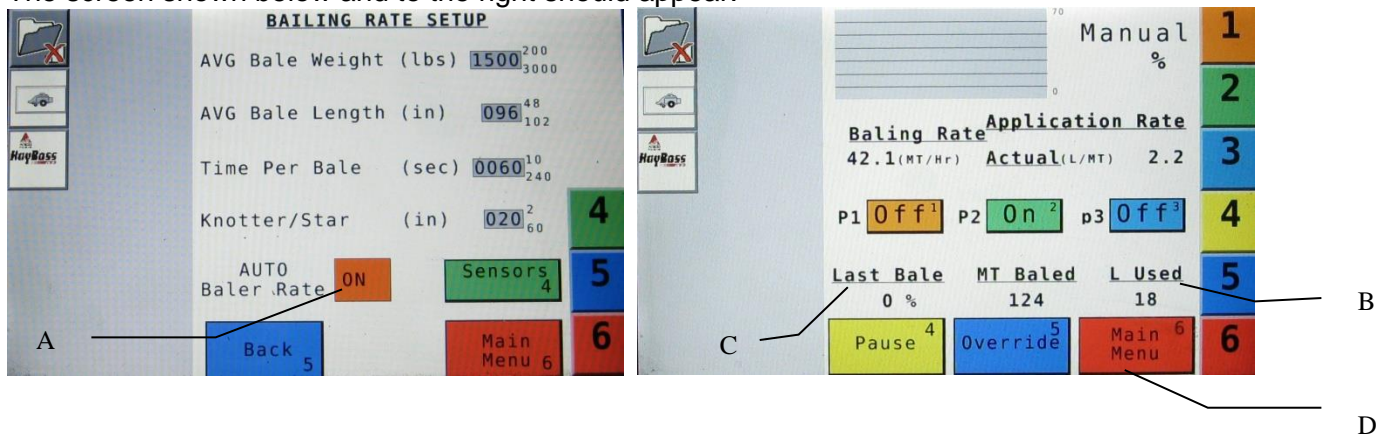 The screen shown below and to the right should appear.
BAILING RATE SETUP
AVG Bale Weight (lbs) 1500 200 3000
AVG Bale Length (in) 096 48 102
Time Per Bale (sec) 0060 10 240
Knotter/Star (in) 020 2 60
AUTO
Baler Rate ON
Sensors 4
Back 5
Main
Menu 6
4
5
6
HayBoss
A
70
0
Manual
%
Baling Rate
42.1(MT/Hr)
Application Rate
Actual(L/MT) 2.2
P1 Off 1 P2 On 2 p3 Off 3
Last Bale MT Baled L Used
0 % 124 18
Pause 4 Override 5 Main 6
Menu
1
2
3
4
5
6
HayBoss
B
C
D